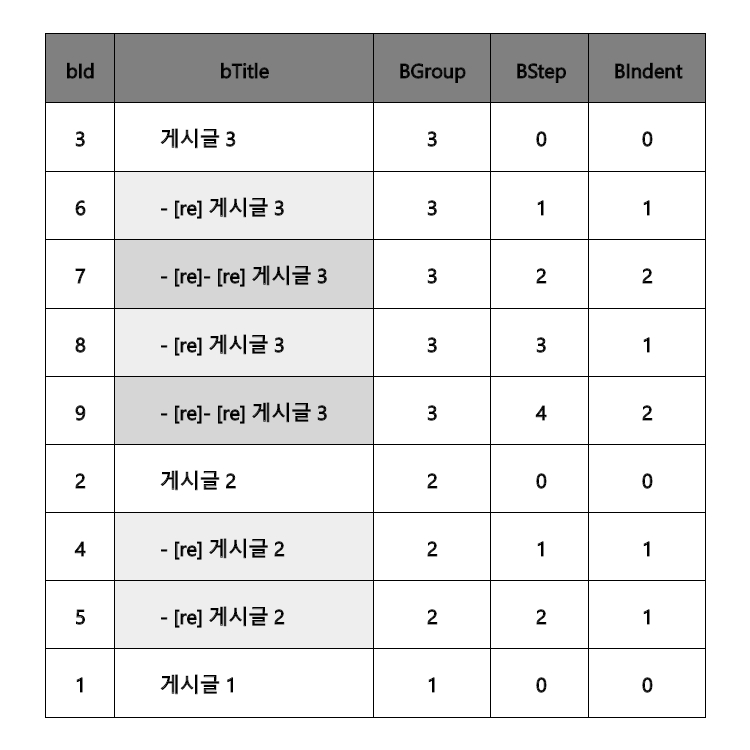 bId bTitle BGroup BStep BIndent
3 게시글 3 3 0 0
6 - [re] 게시글 3 3 1 1
7 - [re]- [re] 게시글 3 3 2 2
8 - [re] 게시글 3 3 3 1
9 - [re]- [re] 게시글 3 3 4 2
2 게시글 2 2 0 0
4 - [re] 게시글 2 2 1 1
5 - [re] 게시글 2 2 2 1
1 게시글 1 1 0 0